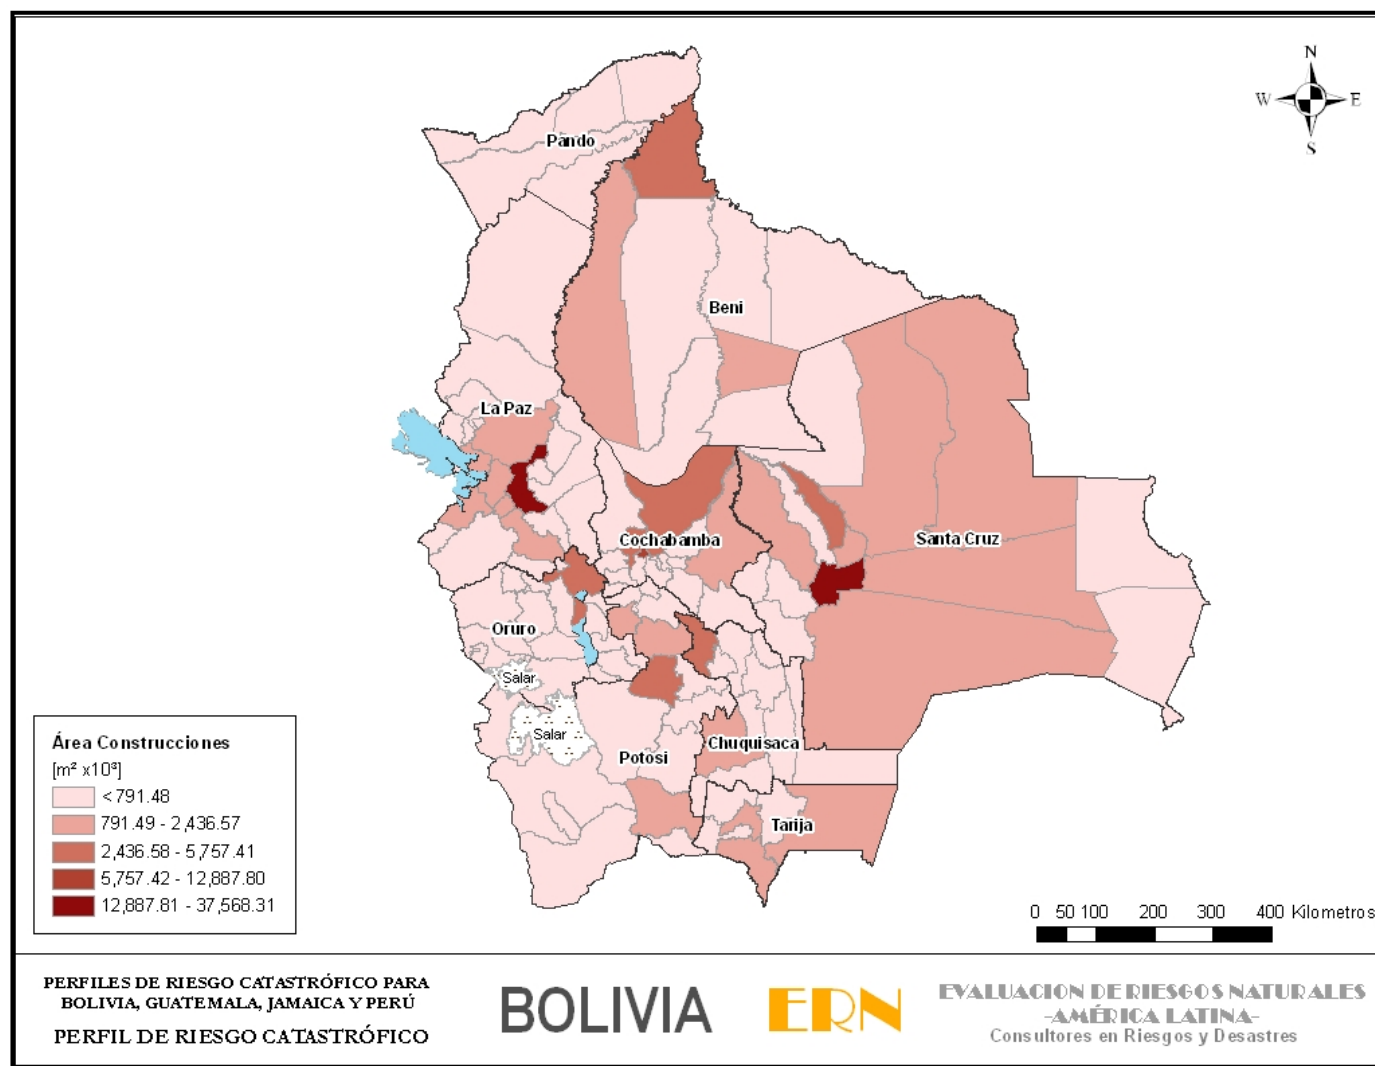 N
W E
S
Pando
Beni
La Paz
Cochabamba
Santa Cruz
Oruro
Salar
Salar
Potosi
Chuquisaca
Tarija
Área Construcciones
[m² x10³]
< 791.48
791.49 - 2,436.57
2,436.58 - 5,757.41
5,757.42 - 12,887.80
12,887.81 - 37,568.31
0 50 100 200 300 400 Kilometros
PERFILES DE RIESGO CATASTRÓFICO PARA
BOLIVIA, GUATEMALA, JAMAICA Y PERÚ
PERFIL DE RIESGO CATASTRÓFICO
BOLIVIA
ERN
EVALUACION DE RIESGOS NATURALES
-AMÉRICA LATINA-
Consultores en Riesgos y Desastres